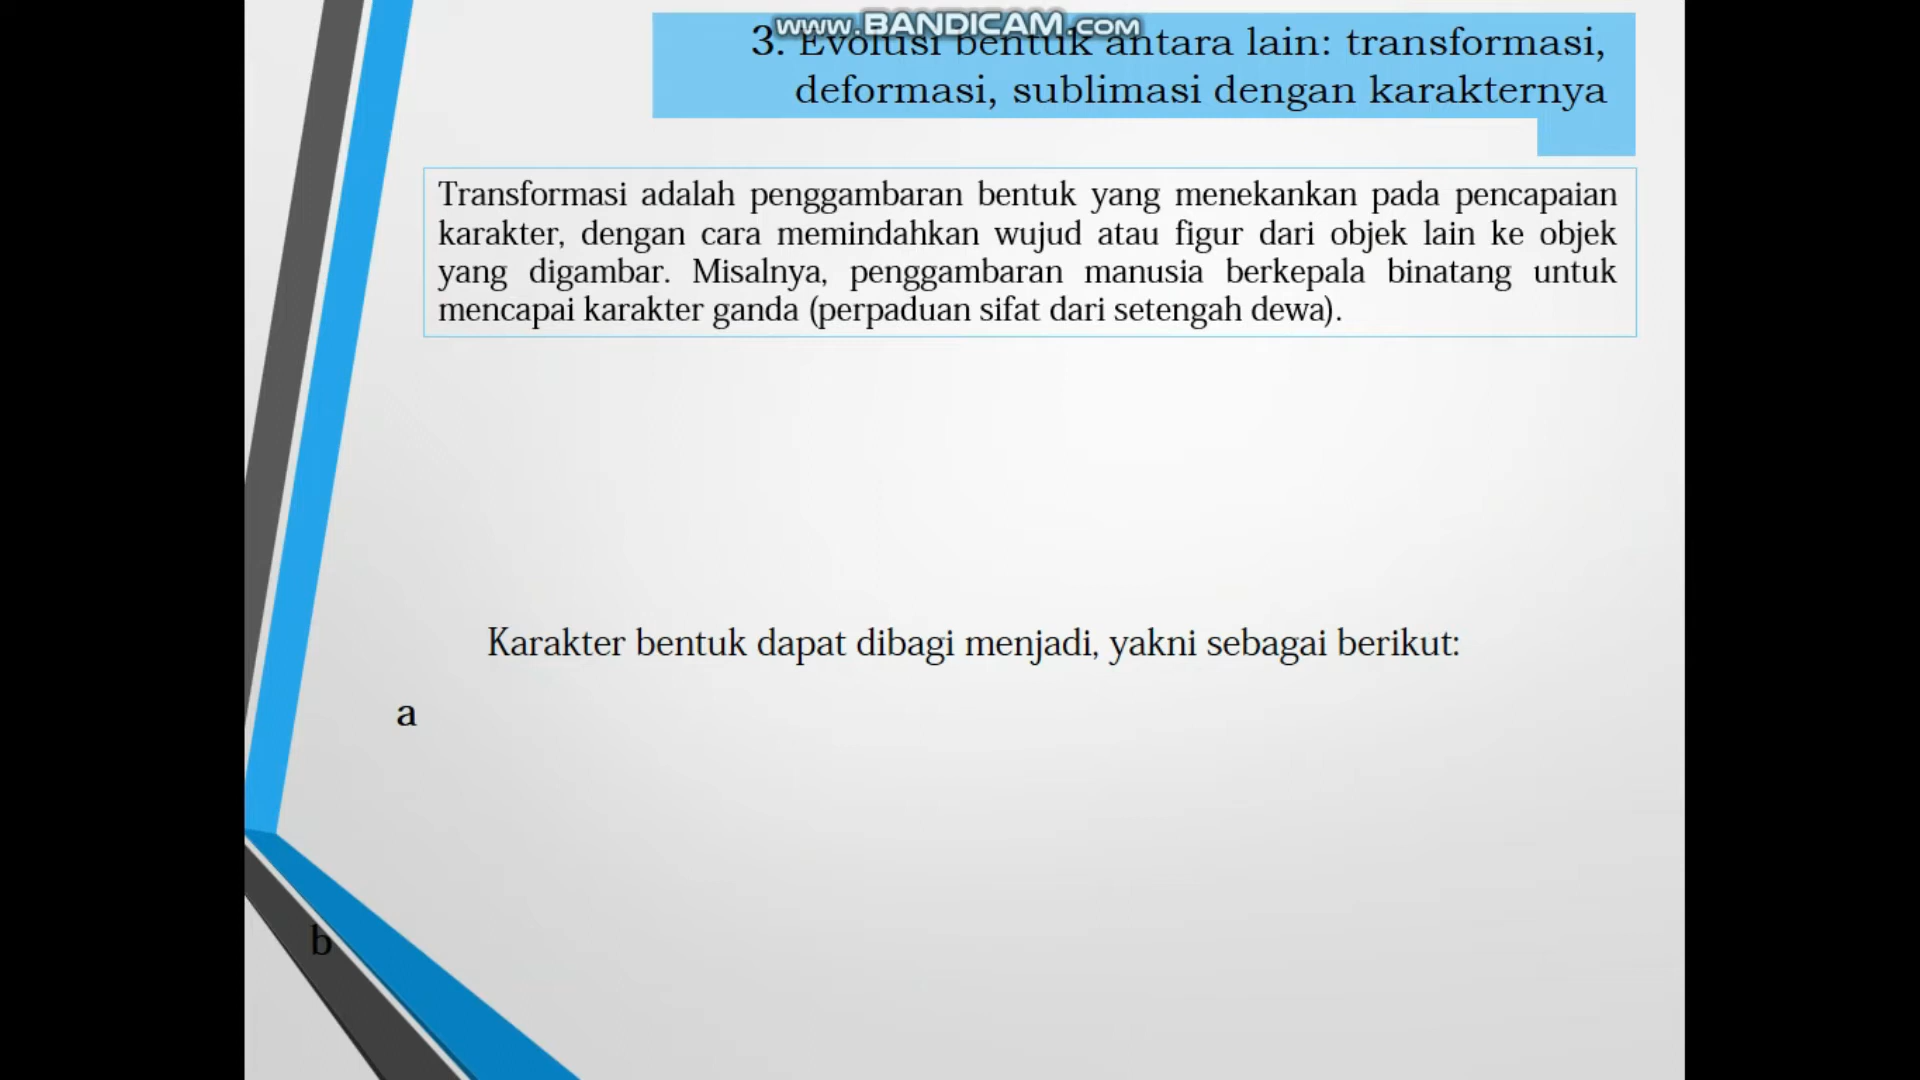 www.BANDICAM.COM
3. Evolusi bentuk antara lain: transformasi,
deformasi, sublimasi dengan karakternya
Transformasi adalah penggambaran bentuk yang menekankan pada pencapaian
karakter, dengan cara memindahkan wujud atau figur dari objek lain ke objek
yang digambar. Misalnya, penggambaran manusia berkepala binatang untuk
mencapai karakter ganda (perpaduan sifat dari setengah dewa).
Karakter bentuk dapat dibagi menjadi, yakni sebagai berikut:
a
b